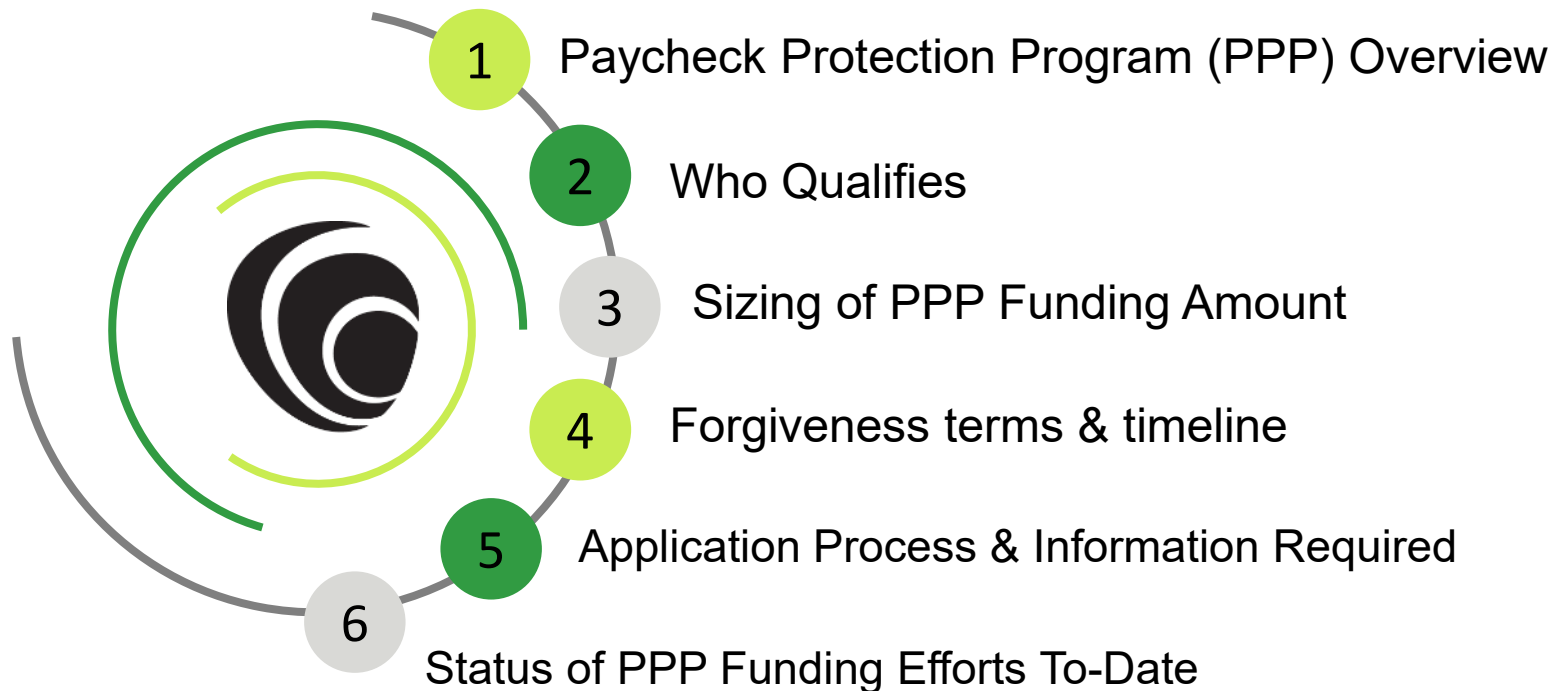 1 Paycheck Protection Program (PPP) Overview
2 Who Qualifies
3 Sizing of PPP Funding Amount
4 Forgiveness terms & timeline
5 Application Process & Information Required
6 Status of PPP Funding Efforts To-Date